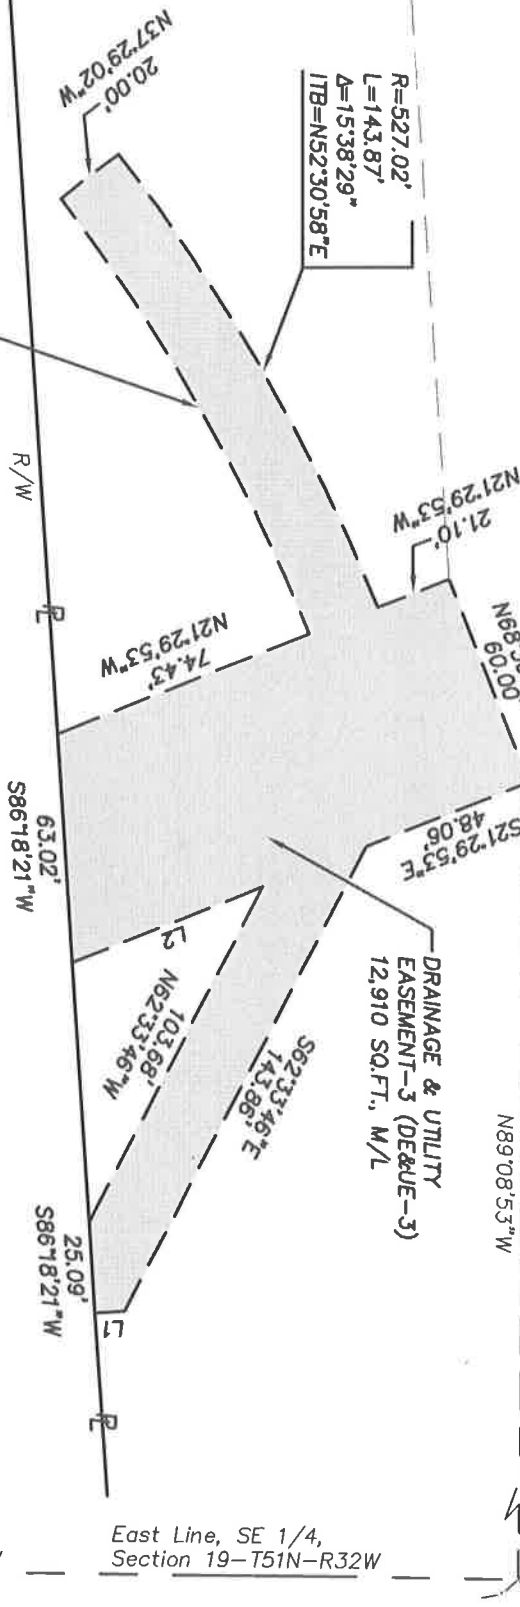 N37°29'02"W
20.00'
R=527.02'
L=143.87'
Δ=15°38'29"
ITB=N52°30'58"E
R/W
PL
N21°29'53"W
21.10'
60.00'
N21°29'53"W
74.43'
S21°29'53"E
48.06'
63.02'
S86°18'21"W
L2
DRAINAGE & UTILITY
EASEMENT-3 (DE&UE-3)
12,910 SQ.FT., M/L
N62°33'46"W
103.68'
S62°33'46"E
143.86'
N89°08'53"W
25.09'
S86°18'21"W
L1
PL
East Line, SE 1/4,
Section 19-T51N-R32W